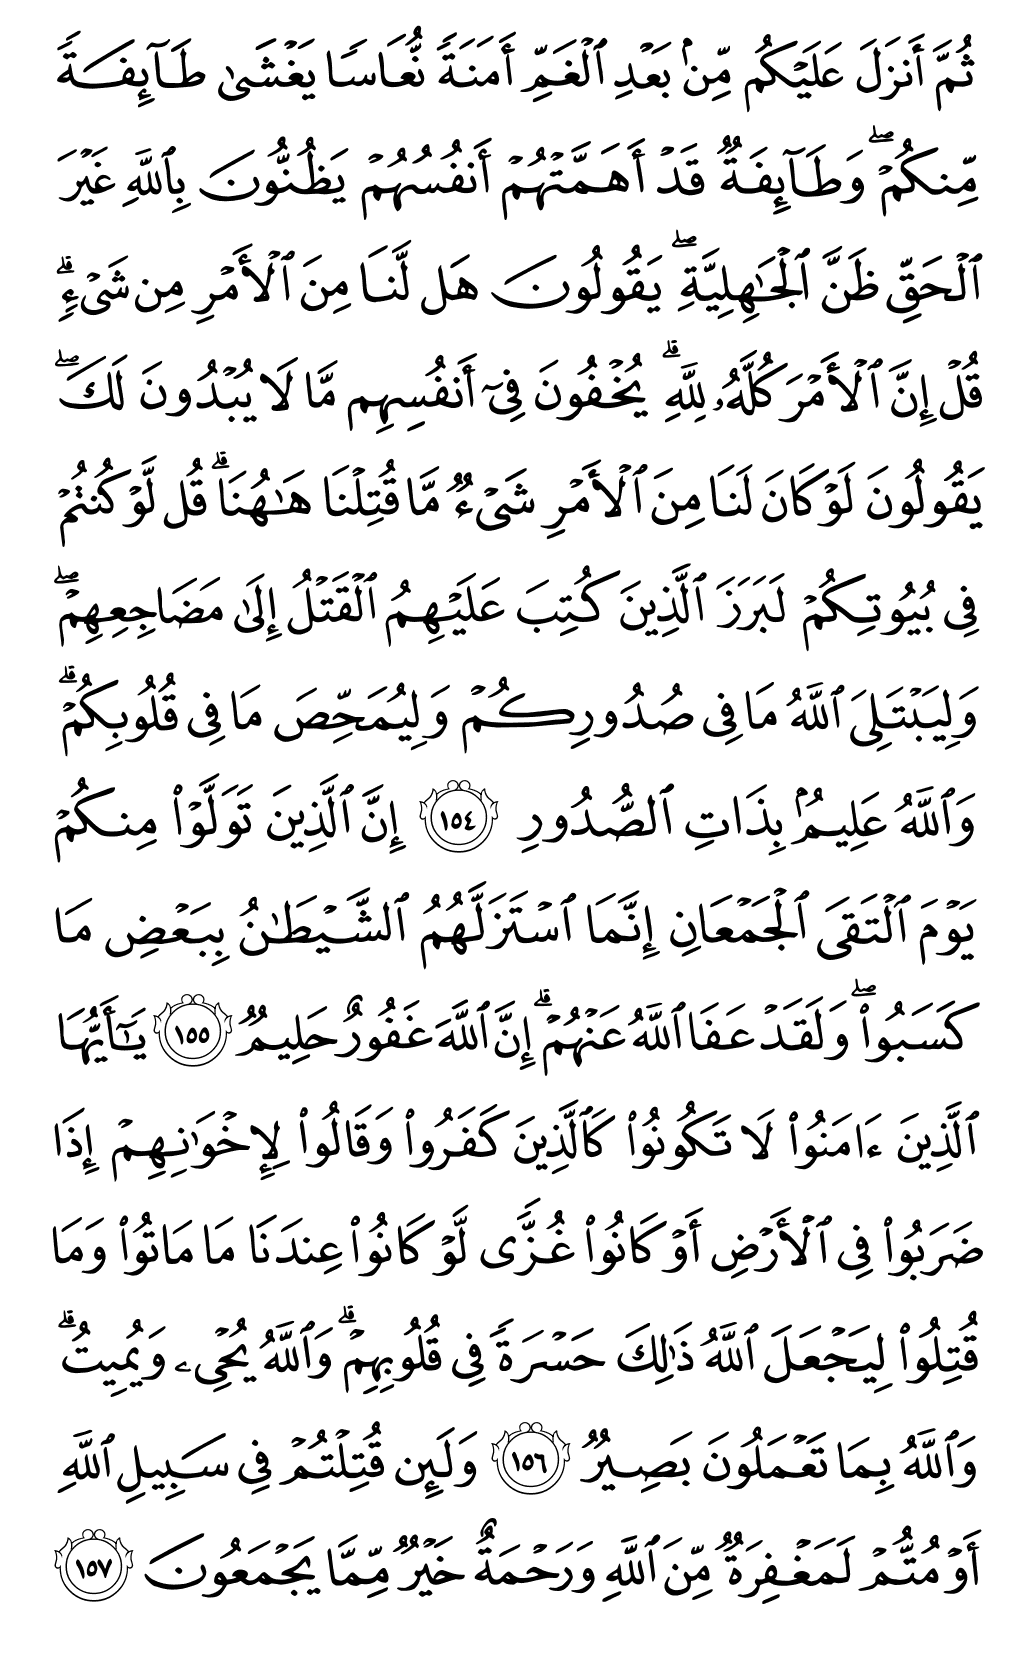 ثُمَّ أَنزَلَ عَلَيْكُم مِّنۢ بَعْدِ ٱلْغَمِّ أَمَنَةً نُّعَاسًا يَغْشَىٰ طَآئِفَةً
مِّنكُمْ ۖ وَطَآئِفَةٌ قَدْ أَهَمَّتْهُمْ أَنفُسُهُمْ يَظُنُّونَ بِٱللَّهِ غَيْرَ
ٱلْحَقِّ ظَنَّ ٱلْجَٰهِلِيَّةِ ۖ يَقُولُونَ هَل لَّنَا مِنَ ٱلْأَمْرِ مِن شَىْءٍ ۗ
قُلْ إِنَّ ٱلْأَمْرَ كُلَّهُۥ لِلَّهِ ۗ يُخْفُونَ فِىٓ أَنفُسِهِم مَّا لَا يُبْدُونَ لَكَ ۖ
يَقُولُونَ لَوْ كَانَ لَنَا مِنَ ٱلْأَمْرِ شَىْءٌ مَّا قُتِلْنَا هَٰهُنَا ۗ قُل لَّوْ كُنتُمْ
فِى بُيُوتِكُمْ لَبَرَزَ ٱلَّذِينَ كُتِبَ عَلَيْهِمُ ٱلْقَتْلُ إِلَىٰ مَضَاجِعِهِمْ ۖ
وَلِيَبْتَلِىَ ٱللَّهُ مَا فِى صُدُورِكُمْ وَلِيُمَحِّصَ مَا فِى قُلُوبِكُمْ ۗ
وَٱللَّهُ عَلِيمٌۢ بِذَاتِ ٱلصُّدُورِ ١٥٤ إِنَّ ٱلَّذِينَ تَوَلَّوْا۟ مِنكُمْ
يَوْمَ ٱلْتَقَى ٱلْجَمْعَانِ إِنَّمَا ٱسْتَزَلَّهُمُ ٱلشَّيْطَٰنُ بِبَعْضِ مَا
كَسَبُوا۟ ۖ وَلَقَدْ عَفَا ٱللَّهُ عَنْهُمْ ۗ إِنَّ ٱللَّهَ غَفُورٌ حَلِيمٌ ١٥٥ يَٰٓأَيُّهَا
ٱلَّذِينَ ءَامَنُوا۟ لَا تَكُونُوا۟ كَٱلَّذِينَ كَفَرُوا۟ وَقَالُوا۟ لِإِخْوَٰنِهِمْ إِذَا
ضَرَبُوا۟ فِى ٱلْأَرْضِ أَوْ كَانُوا۟ غُزًّى لَّوْ كَانُوا۟ عِندَنَا مَا مَاتُوا۟ وَمَا
قُتِلُوا۟ لِيَجْعَلَ ٱللَّهُ ذَٰلِكَ حَسْرَةً فِى قُلُوبِهِمْ ۗ وَٱللَّهُ يُحْىِۦ وَيُمِيتُ ۗ
وَٱللَّهُ بِمَا تَعْمَلُونَ بَصِيرٌ ١٥٦ وَلَئِن قُتِلْتُمْ فِى سَبِيلِ ٱللَّهِ
أَوْ مُتُّمْ لَمَغْفِرَةٌ مِّنَ ٱللَّهِ وَرَحْمَةٌ خَيْرٌ مِّمَّا يَجْمَعُونَ ١٥٧